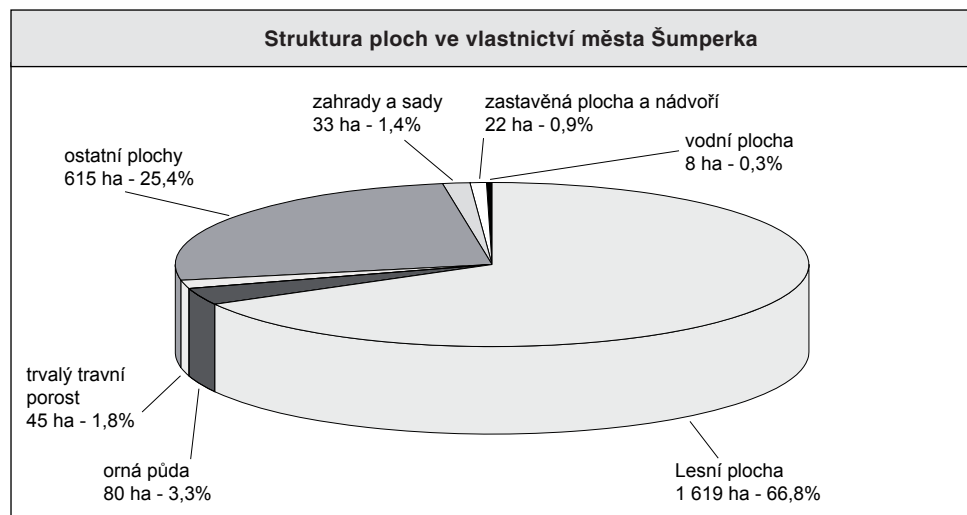 Struktura ploch ve vlastnictví města Šumperka
zahrady a sady
33 ha - 1,4%
zastavěná plocha a nádvoří
22 ha - 0,9%
vodní plocha
8 ha - 0,3%
ostatní plochy
615 ha - 25,4%
trvalý travní
porost
45 ha - 1,8%
orná půda
80 ha - 3,3%
Lesní plocha
1 619 ha - 66,8%